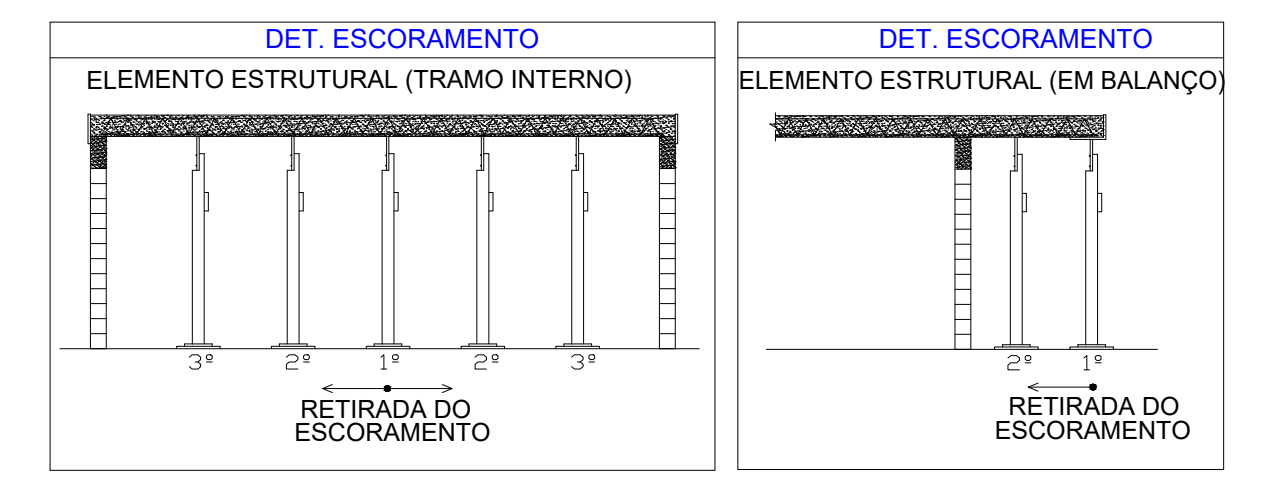 DET. ESCORAMENTO
ELEMENTO ESTRUTURAL (TRAMO INTERNO)
3º 2º 1º 2º 3º
RETIRADA DO
ESCORAMENTO
DET. ESCORAMENTO
ELEMENTO ESTRUTURAL (EM BALANÇO)
2º 1º
RETIRADA DO
ESCORAMENTO